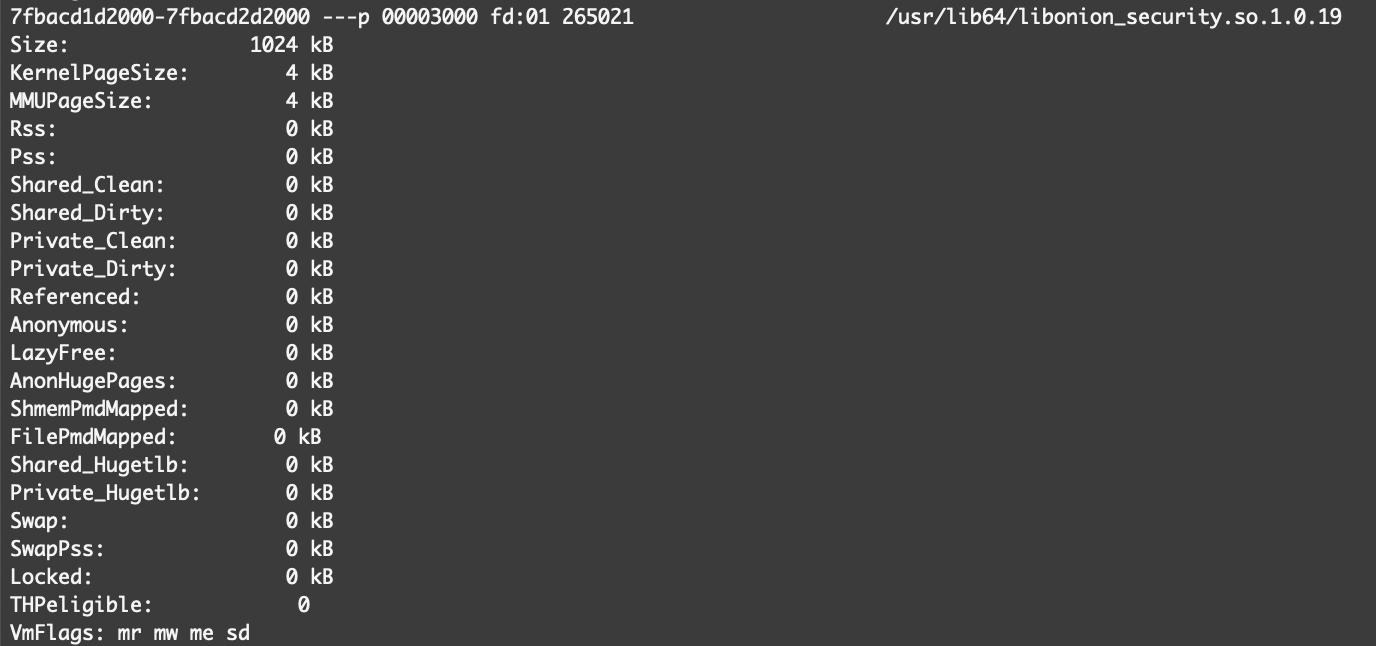 7fbacd1d2000-7fbacd2d2000 ---p 00003000 fd:01 265021                     /usr/lib64/libonion_security.so.1.0.19
Size:               1024 kB
KernelPageSize:        4 kB
MMUPageSize:           4 kB
Rss:                   0 kB
Pss:                   0 kB
Shared_Clean:          0 kB
Shared_Dirty:          0 kB
Private_Clean:         0 kB
Private_Dirty:         0 kB
Referenced:            0 kB
Anonymous:             0 kB
LazyFree:              0 kB
AnonHugePages:         0 kB
ShmemPmdMapped:        0 kB
FilePmdMapped:        0 kB
Shared_Hugetlb:        0 kB
Private_Hugetlb:       0 kB
Swap:                  0 kB
SwapPss:               0 kB
Locked:                0 kB
THPeligible:            0
VmFlags: mr mw me sd